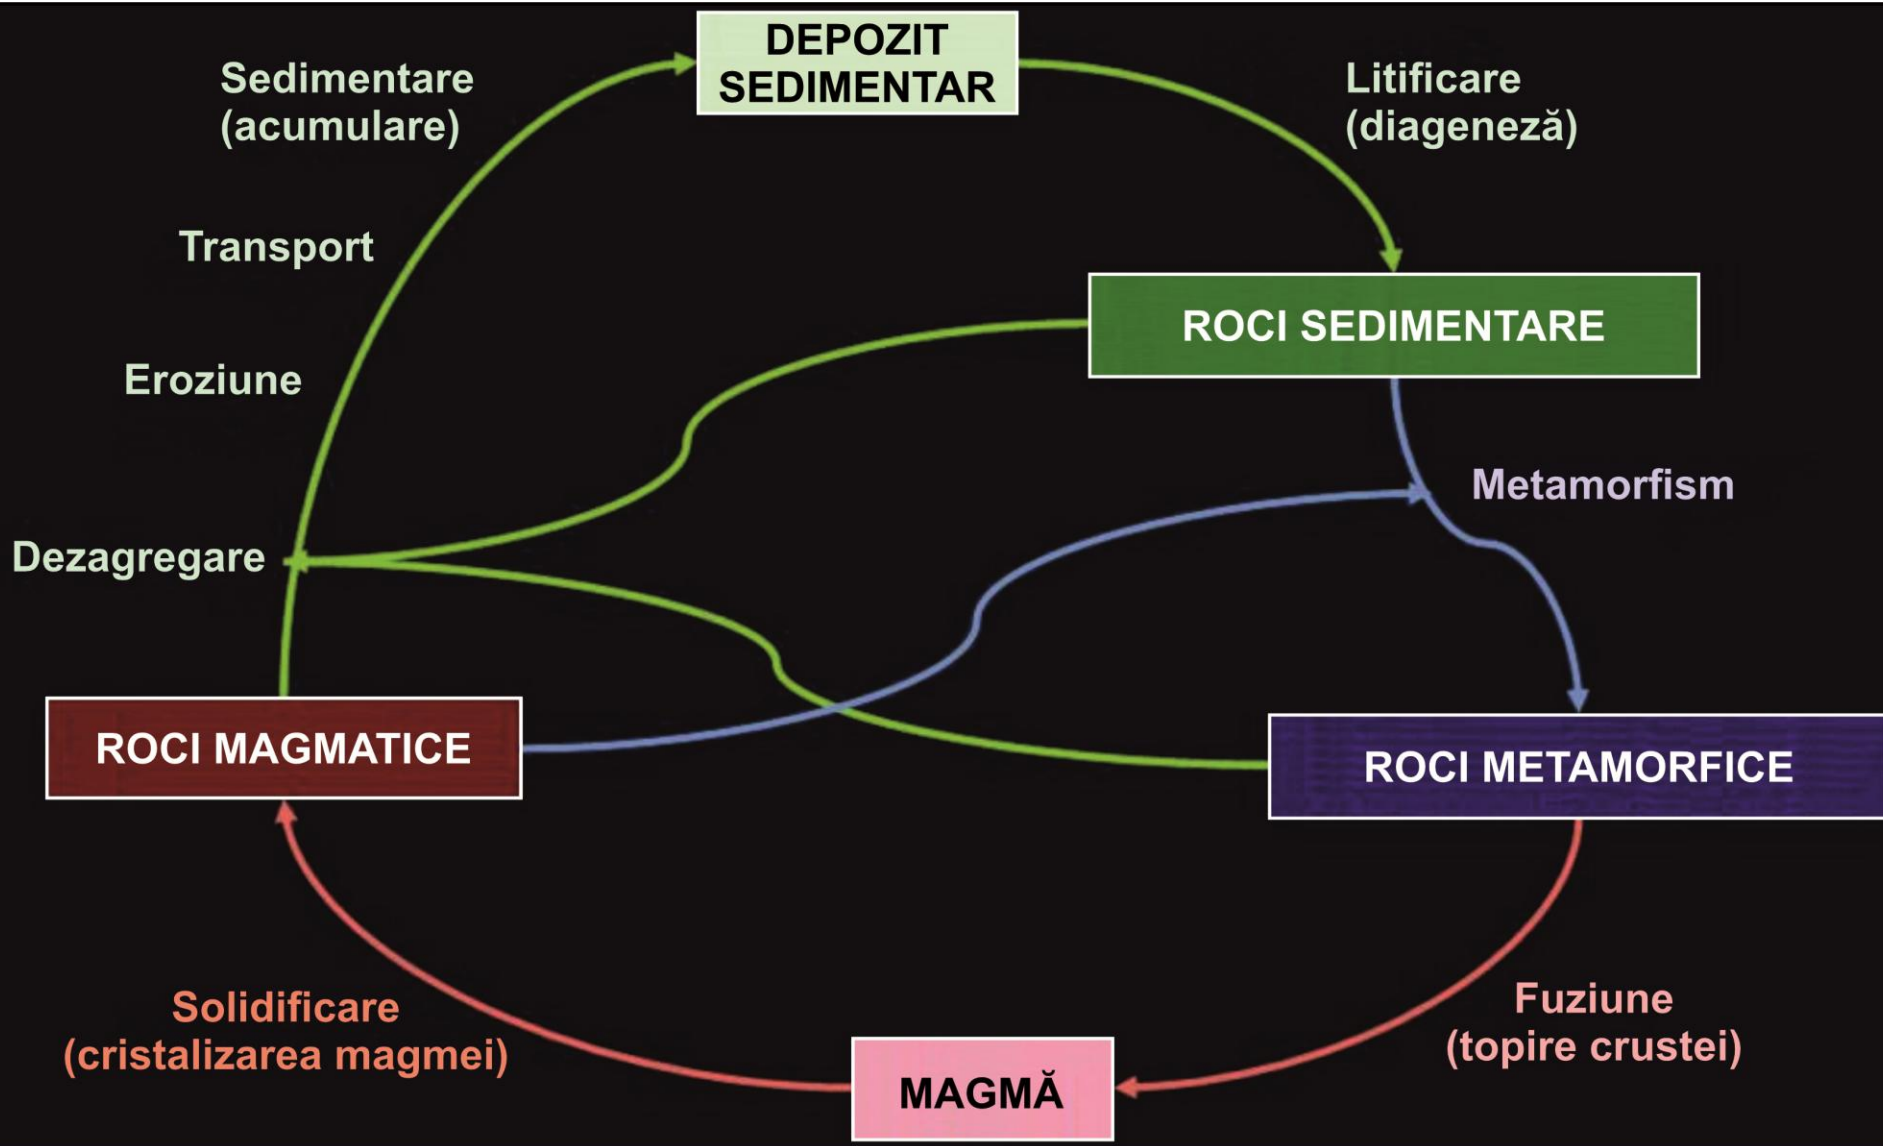 DEPOZIT
SEDIMENTAR
Sedimentare
(acumulare)
Litificare
(diageneză)
Transport
ROCI SEDIMENTARE
Eroziune
Metamorfism
Dezagregare
ROCI MAGMATICE
ROCI METAMORFICE
Solidificare
(cristalizarea magmei)
Fuziune
(topire crustei)
MAGMĂ